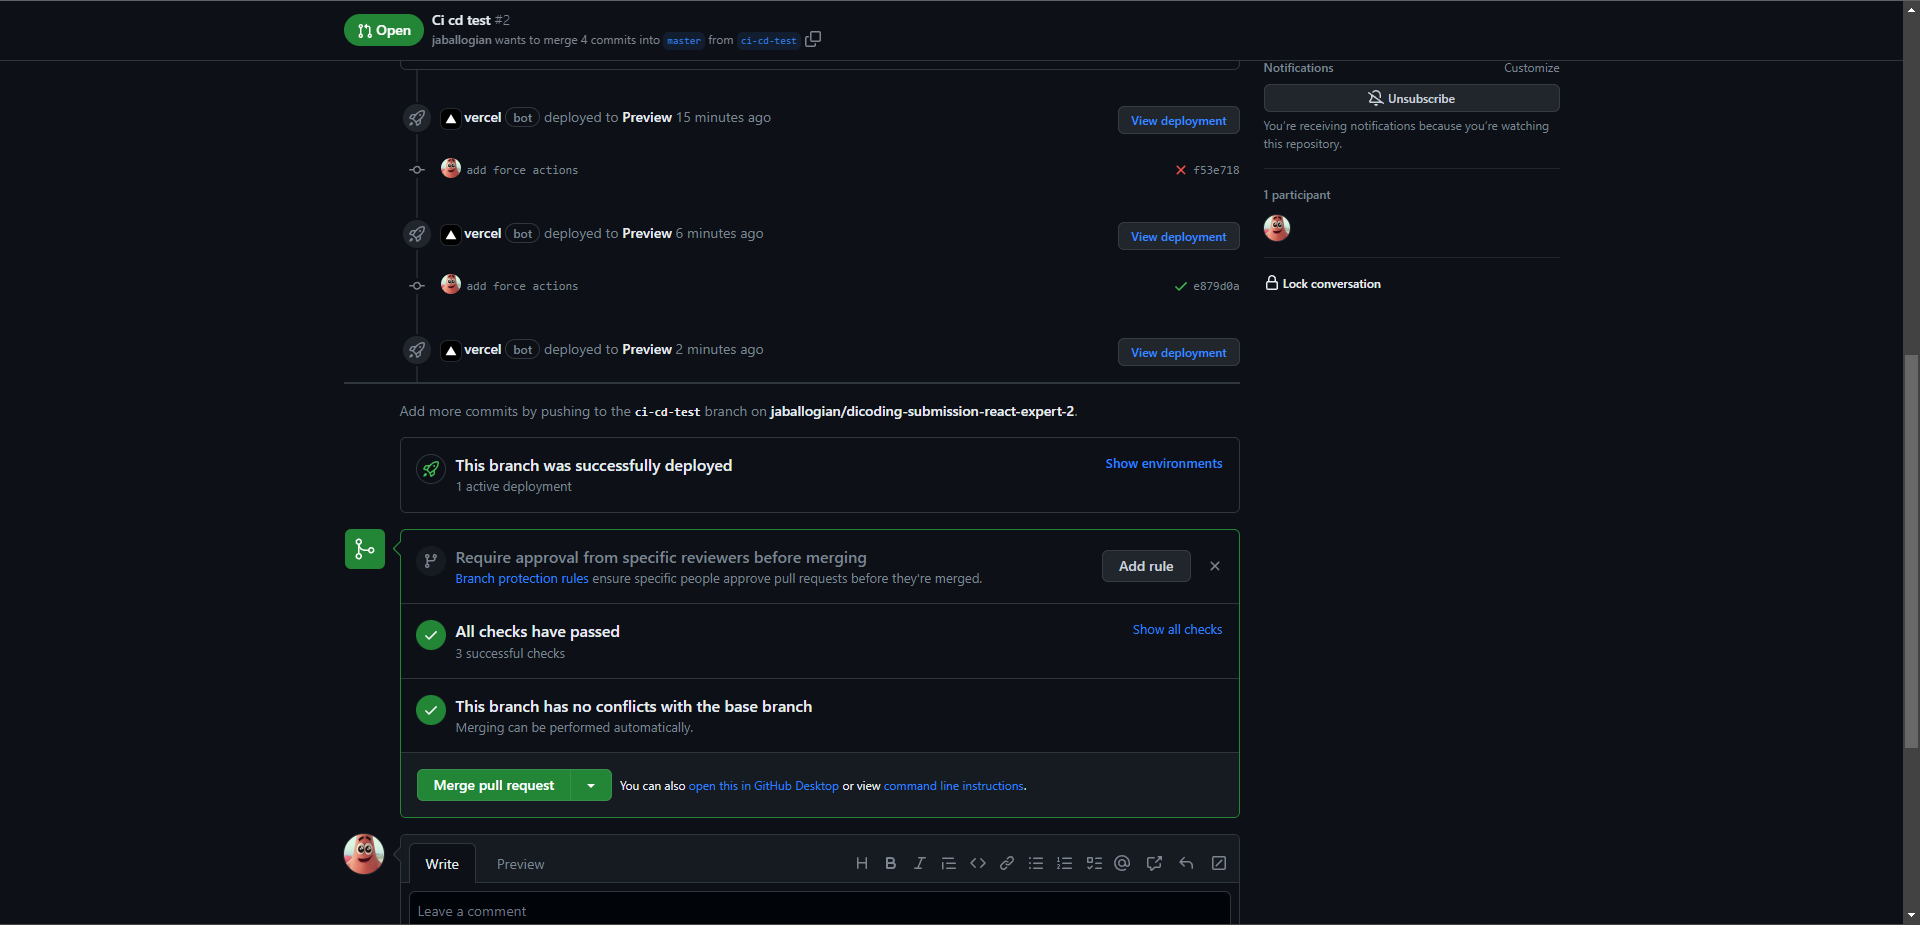 Open
Ci cd test #2
jaballogian wants to merge 4 commits into master from ci-cd-test
Notifications
Customize
Unsubscribe
You're receiving notifications because you're watching
this repository.
1 participant
Lock conversation
vercel bot deployed to Preview 15 minutes ago
View deployment
add force actions
f53e718
vercel bot deployed to Preview 6 minutes ago
View deployment
add force actions
e879d0a
vercel bot deployed to Preview 2 minutes ago
View deployment
Add more commits by pushing to the ci-cd-test branch on jaballogian/dicoding-submission-react-expert-2.
This branch was successfully deployed
1 active deployment
Show environments
Require approval from specific reviewers before merging
Branch protection rules ensure specific people approve pull requests before they're merged.
Add rule
All checks have passed
3 successful checks
Show all checks
This branch has no conflicts with the base branch
Merging can be performed automatically.
Merge pull request
You can also open this in GitHub Desktop or view command line instructions.
Write
Preview
Leave a comment